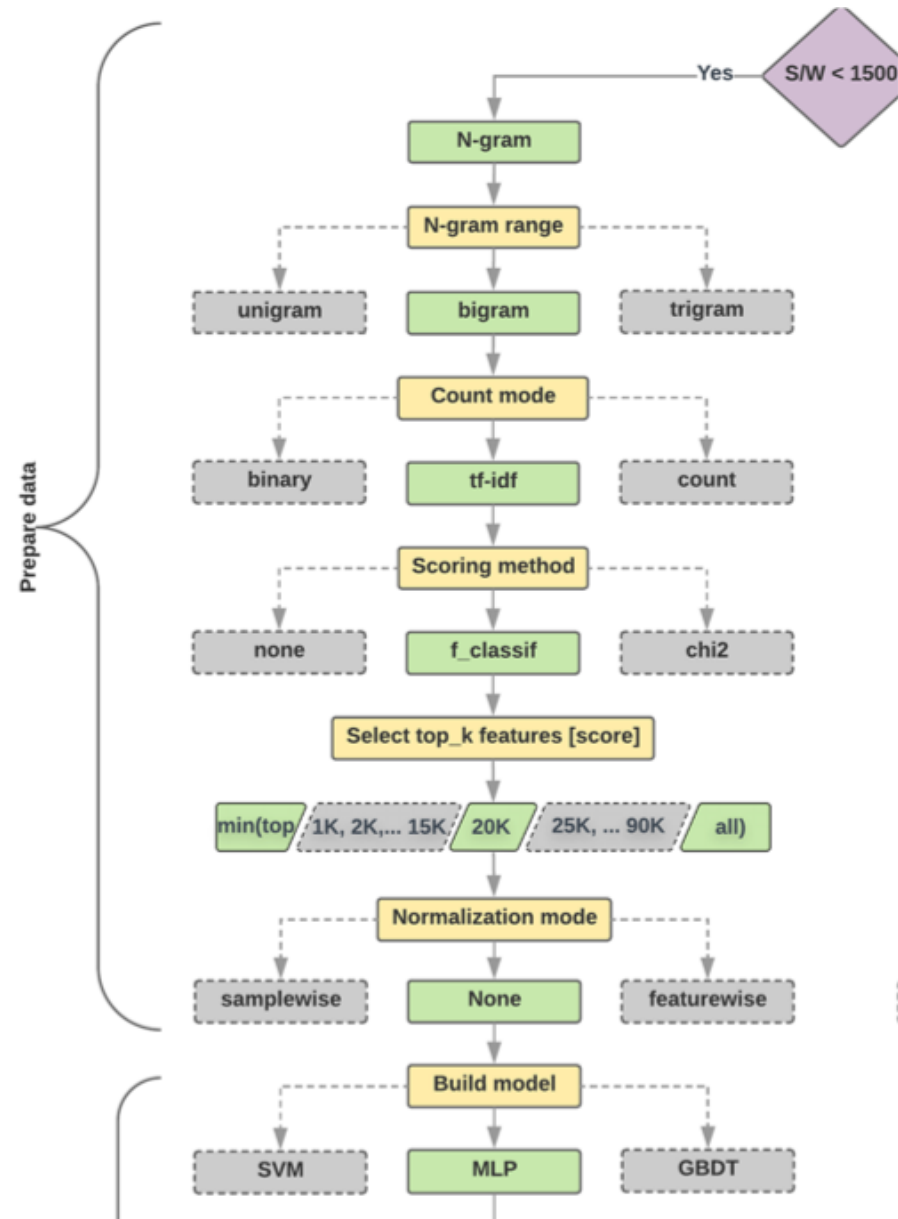 S/W < 1500
Yes
N-gram
N-gram range
unigram
bigram
trigram
Count mode
binary
tf-idf
count
Prepare data
Scoring method
none
f_classif
chi2
Select top_k features [score]
min(top 1K, 2K,... 15K 20K 25K, ... 90K all)
Normalization mode
samplewise
None
featurewise
Build model
SVM
MLP
GBDT